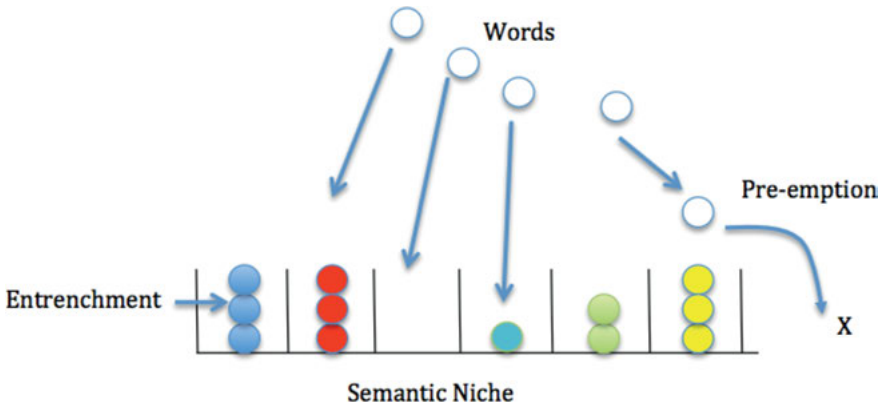 Words
Pre-emption
Entrenchment
X
Semantic Niche